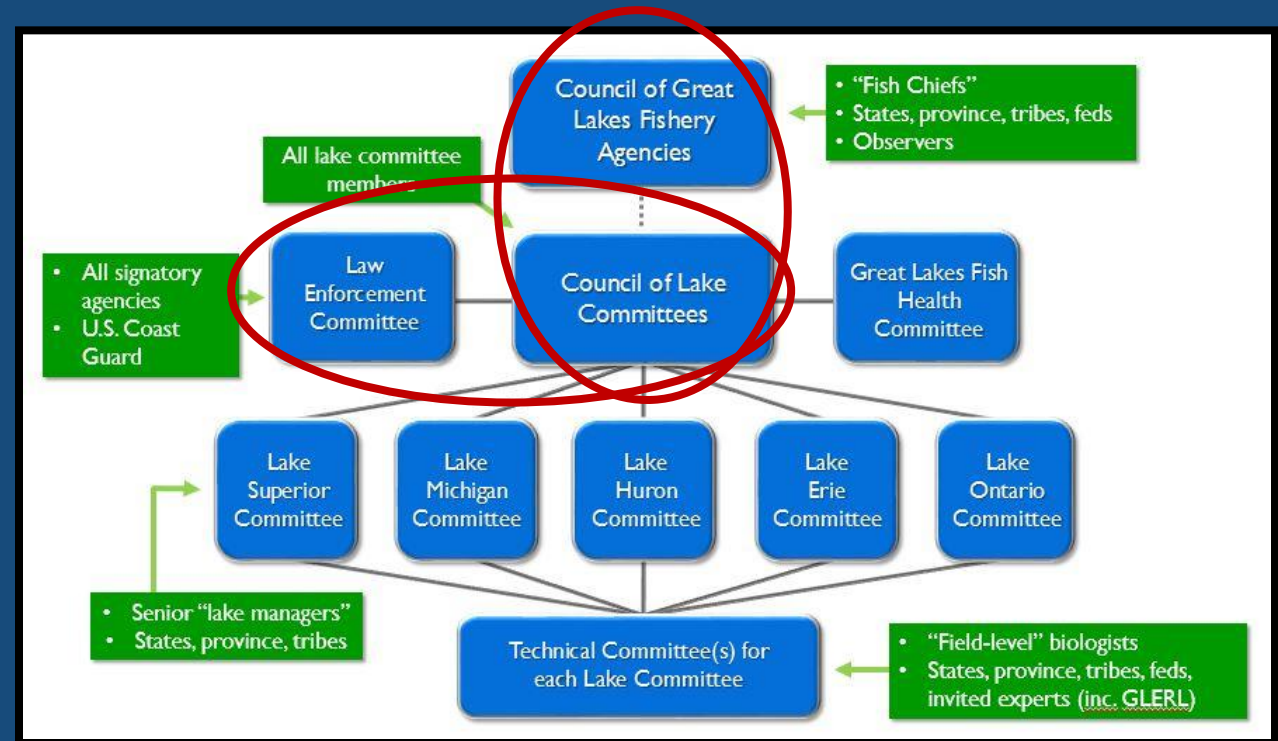 Council of Great
Lakes Fishery
Agencies
• “Fish Chiefs”
• States, province, tribes, feds
• Observers
All lake committee
members
• All signatory
agencies
• U.S. Coast
Guard
Law
Enforcement
Committee
Council of Lake
Committees
Great Lakes Fish
Health
Committee
Lake
Superior
Committee
Lake
Michigan
Committee
Lake
Huron
Committee
Lake
Erie
Committee
Lake
Ontario
Committee
• Senior “lake managers”
• States, province, tribes
Technical Committee(s) for
each Lake Committee
• “Field-level” biologists
• States, province, tribes, feds,
invited experts (inc. GLERL)